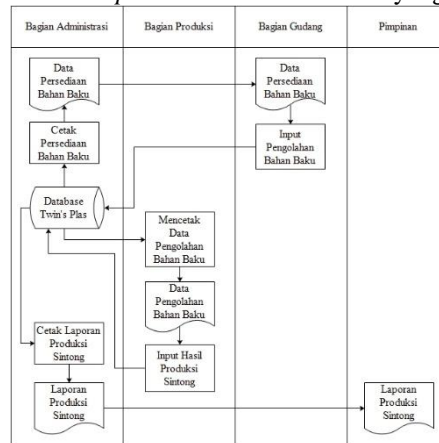 Bagian Administrasi
Bagian Produksi
Bagian Gudang
Pimpinan
Data
Persediaan
Bahan Baku
Data
Persediaan
Bahan Baku
Cetak
Persediaan
Bahan Baku
Input
Pengolahan
Bahan Baku
Database
Twin's Plas
Mencetak
Data
Pengolahan
Bahan Baku
Data
Pengolahan
Bahan Baku
Cetak Laporan
Produksi
Sintong
Input Hasil
Produksi
Sintong
Laporan
Produksi
Sintong
Laporan
Produksi
Sintong